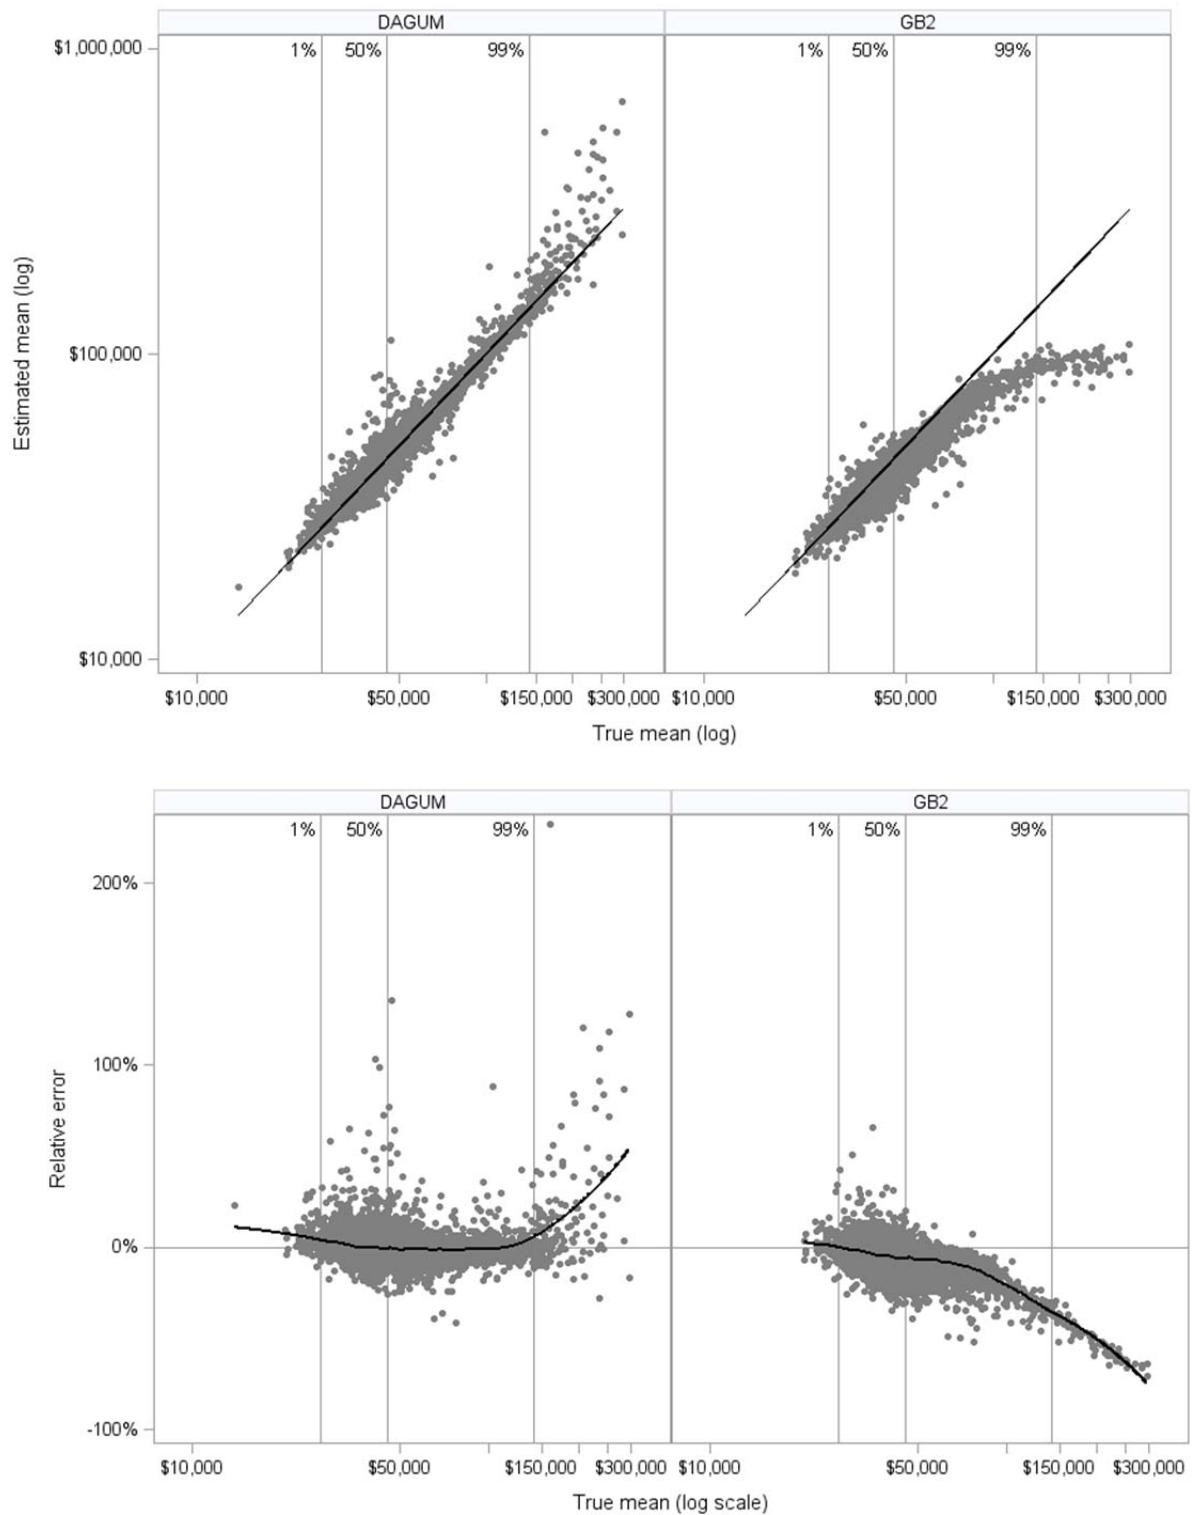 DAGUM GB2
$1,000,000 1% 50% 99% 1% 50% 99%
Estimated mean (log)
$100,000
$10,000
$10,000 $50,000 $150,000 $300,000 $10,000 $50,000 $150,000 $300,000
True mean (log)
DAGUM GB2
1% 50% 99% 1% 50% 99%
200%
100%
Relative error
0%
-100%
$10,000 $50,000 $150,000 $300,000 $10,000 $50,000 $150,000 $300,000
True mean (log scale)